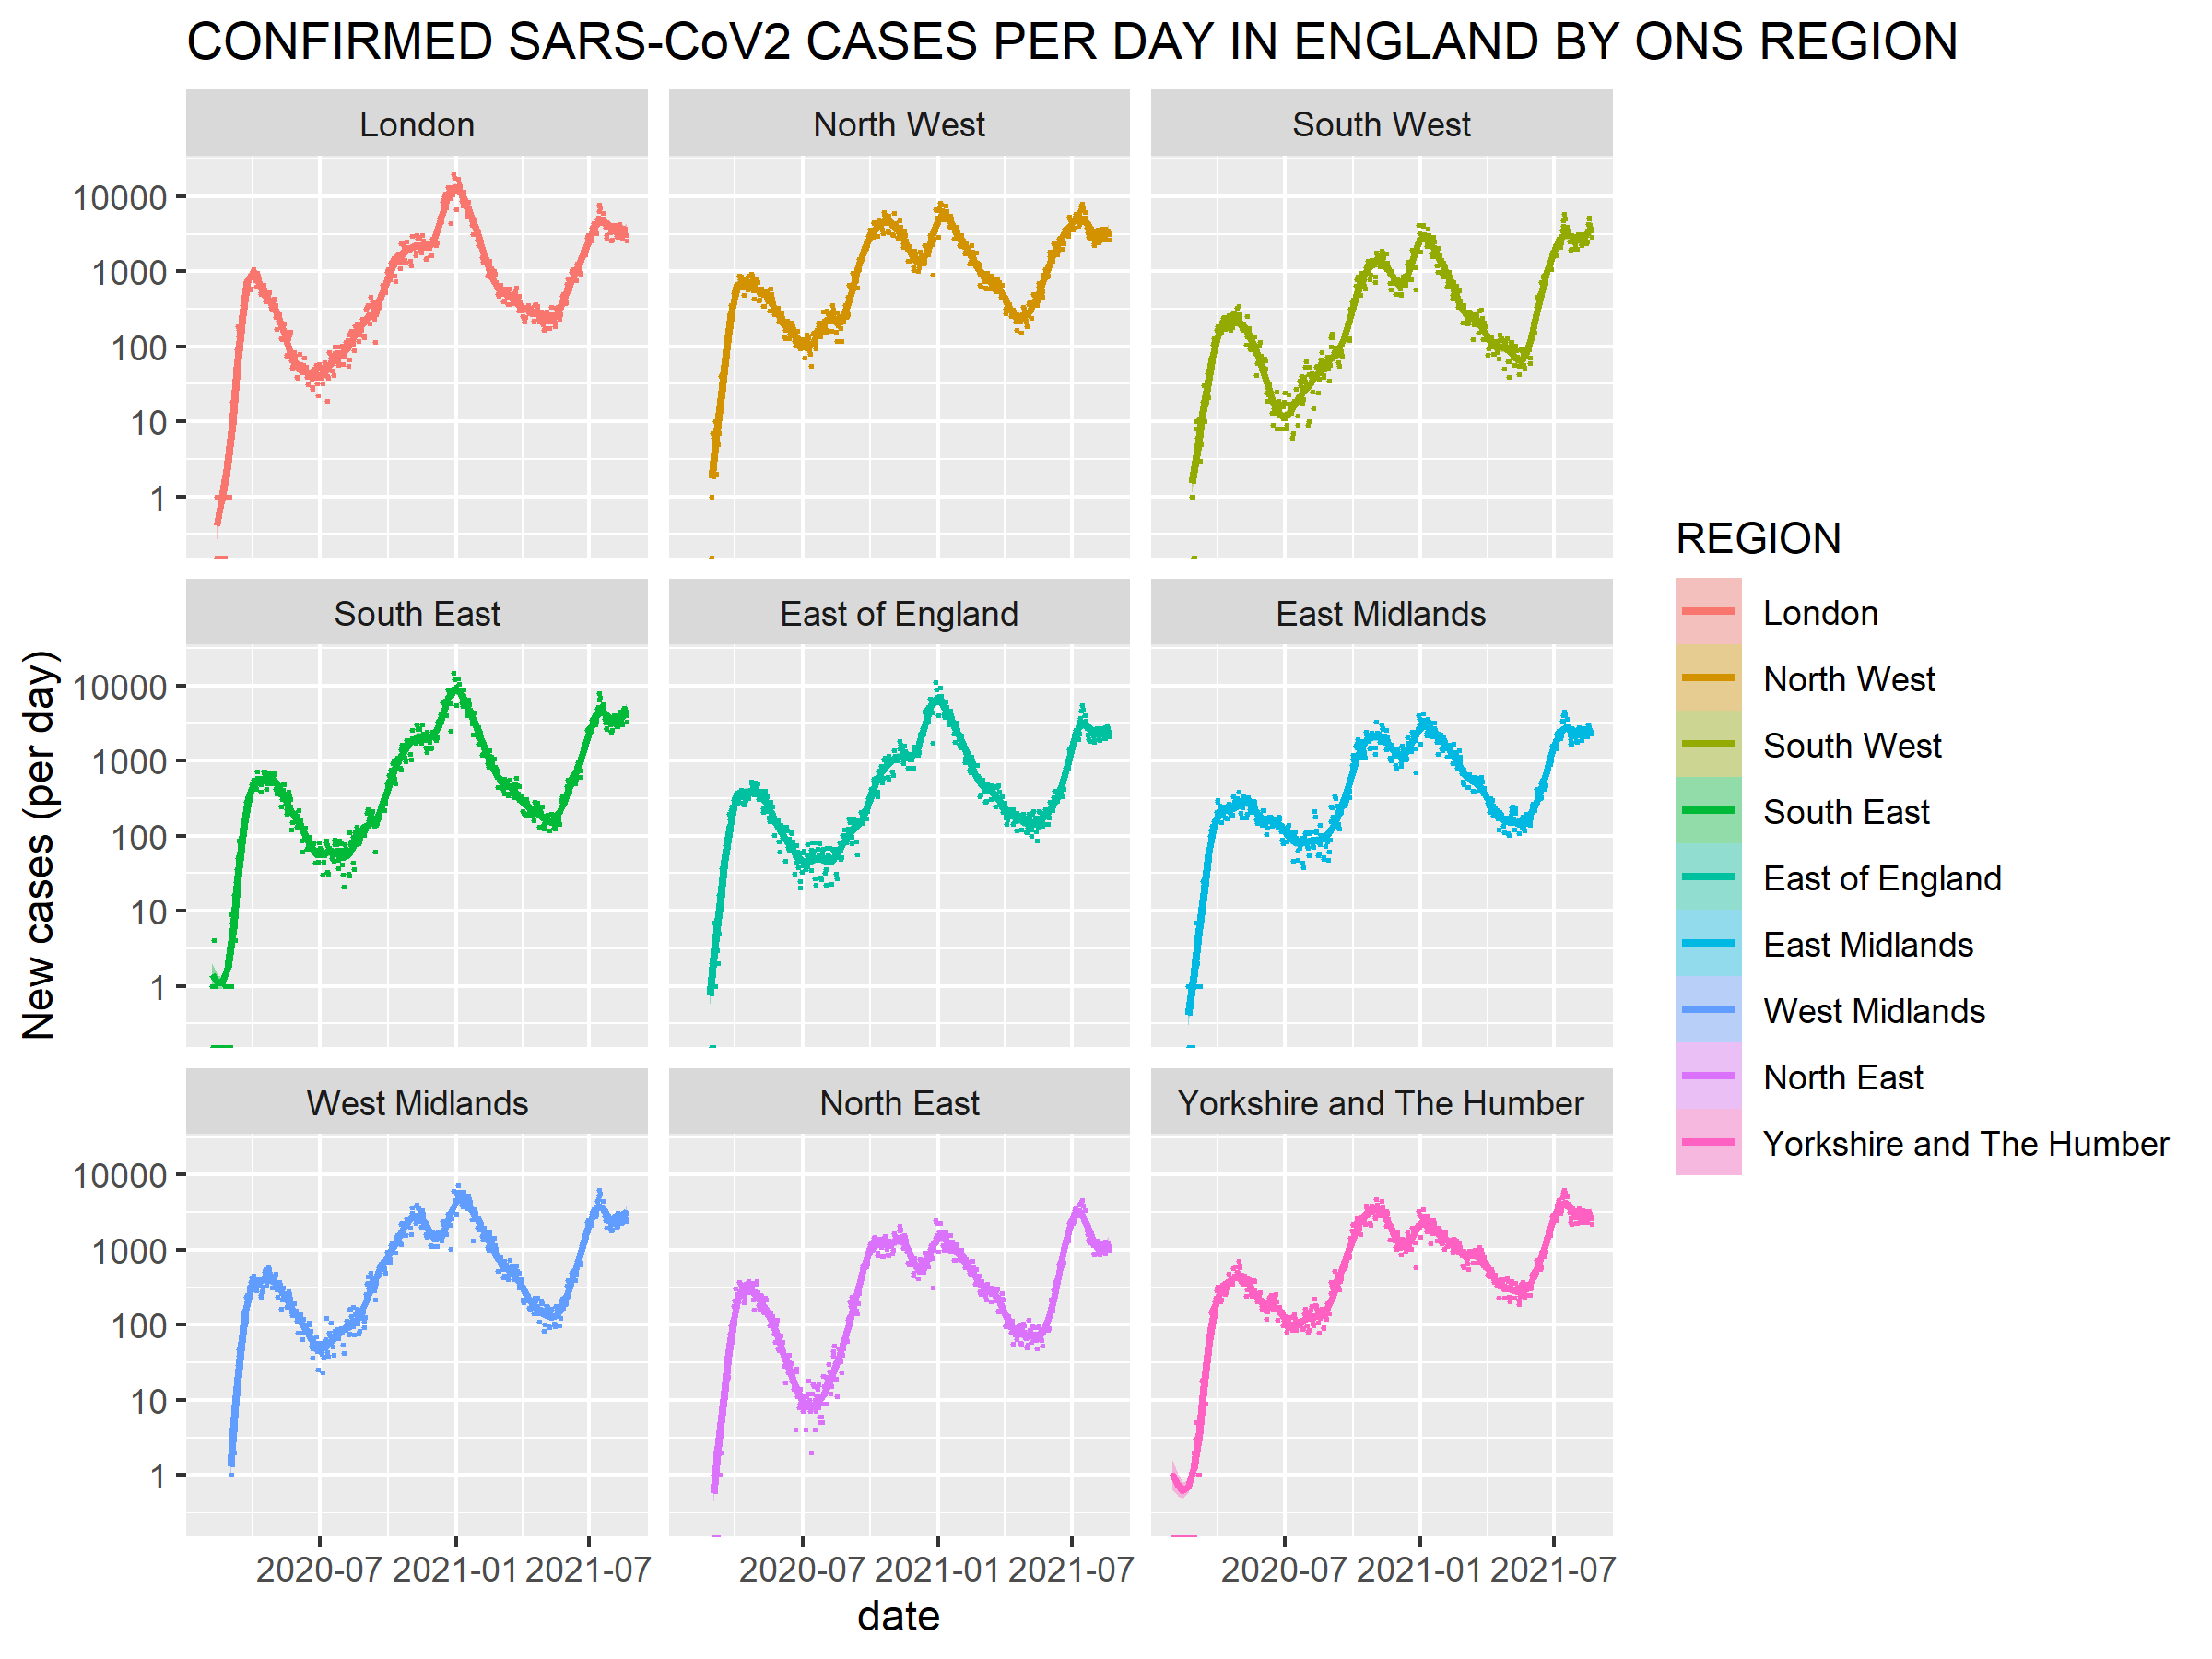 CONFIRMED SARS-CoV2 CASES PER DAY IN ENGLAND BY ONS REGION
London
North West
South West
10000
1000
100
10
1
South East
East of England
East Midlands
10000
1000
100
10
1
West Midlands
North East
Yorkshire and The Humber
10000
1000
100
10
1
2020-07 2021-01 2021-07
2020-07 2021-01 2021-07
2020-07 2021-01 2021-07
date
New cases (per day)
REGION
London
North West
South West
South East
East of England
East Midlands
West Midlands
North East
Yorkshire and The Humber